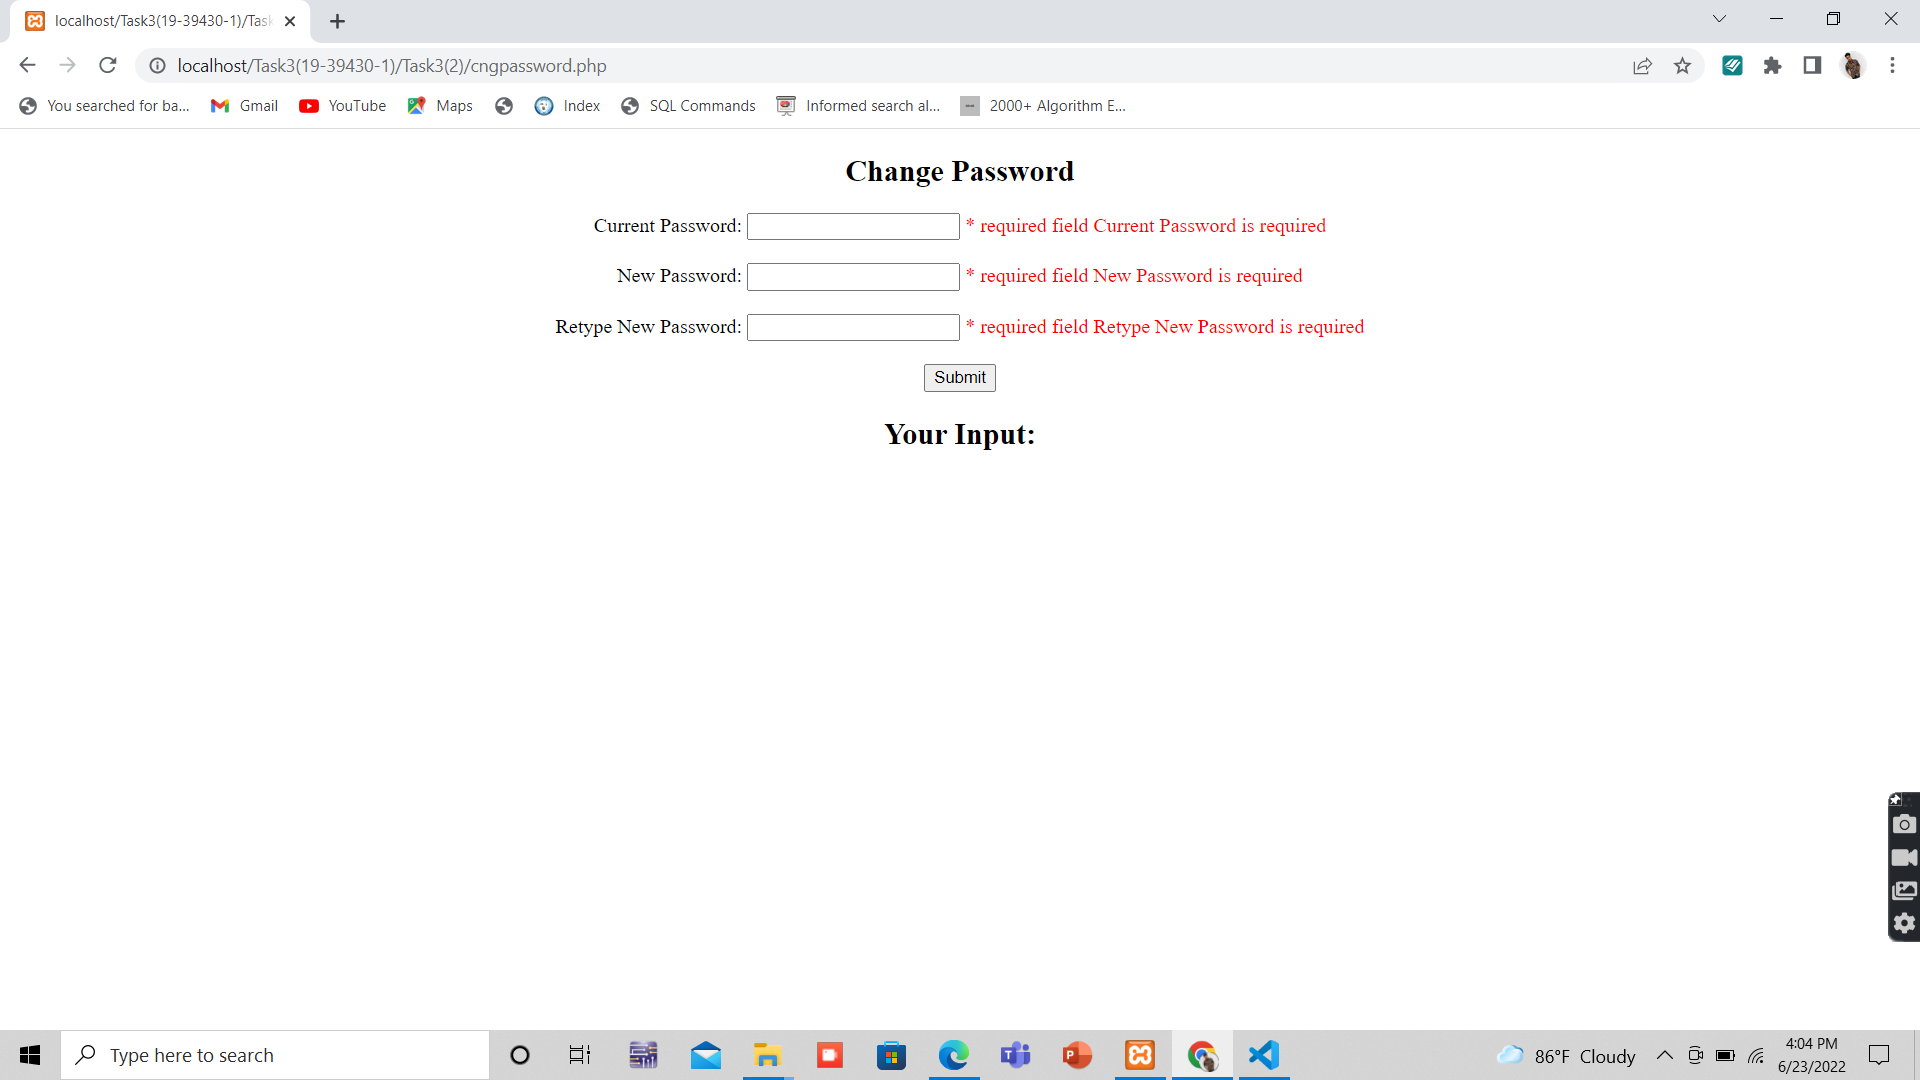 localhost/Task3(19-39430-1)/Task
localhost/Task3(19-39430-1)/Task3(2)/cngpassword.php
You searched for ba... Gmail YouTube Maps Index SQL Commands Informed search al... 2000+ Algorithm E...
Change Password
Current Password: * required field Current Password is required
New Password: * required field New Password is required
Retype New Password: * required field Retype New Password is required
Submit
Your Input:
Type here to search
86°F Cloudy
4:04 PM
6/23/2022